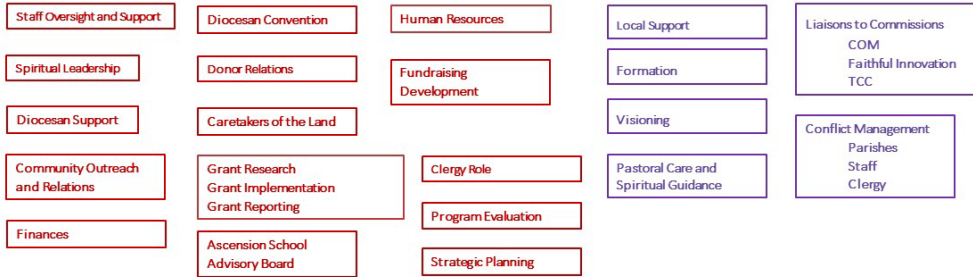 Staff Oversight and Support
Spiritual Leadership
Diocesan Support
Community Outreach
and Relations
Finances
Diocesan Convention
Donor Relations
Caretakers of the Land
Grant Research
Grant Implementation
Grant Reporting
Ascension School
Advisory Board
Human Resources
Fundraising
Development
Clergy Role
Program Evaluation
Strategic Planning
Local Support
Formation
Visioning
Pastoral Care and
Spiritual Guidance
Liaisons to Commissions
COM
Faithful Innovation
TCC
Conflict Management
Parishes
Staff
Clergy